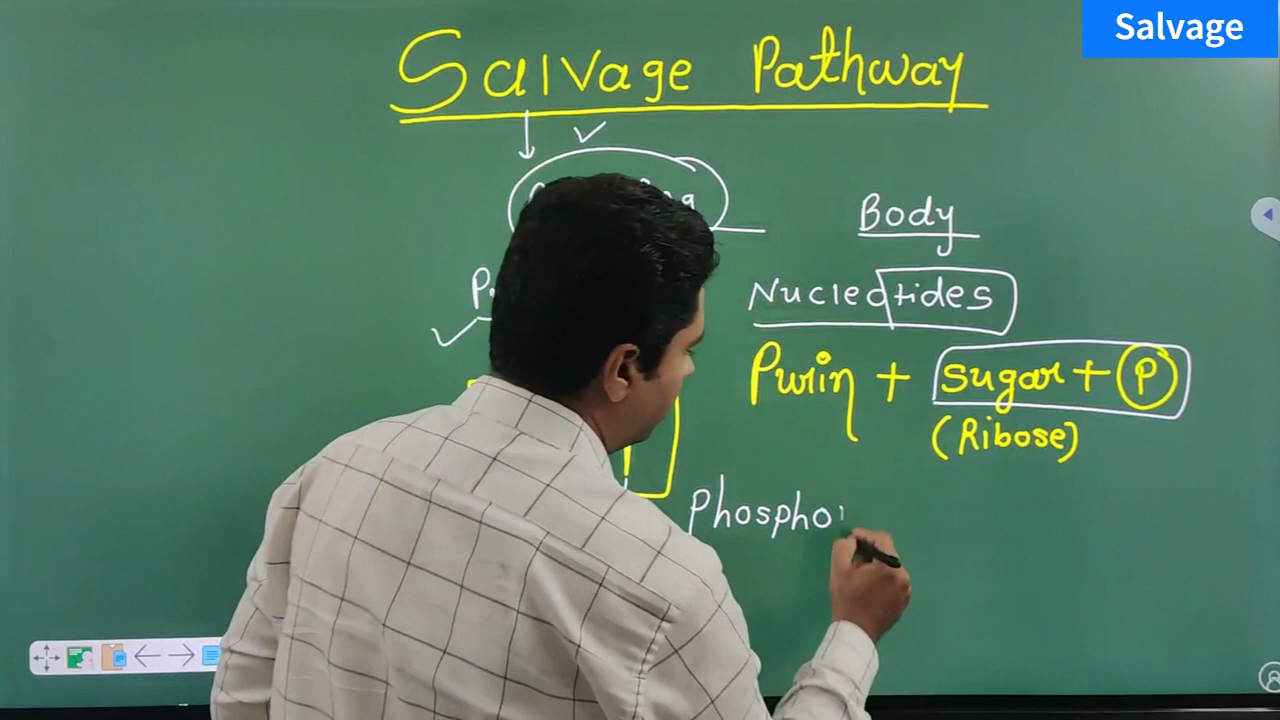 Salvage
Salvage Pathway
Body
Nucleotides
Purin + Sugar + P
(Ribose)
Phospho